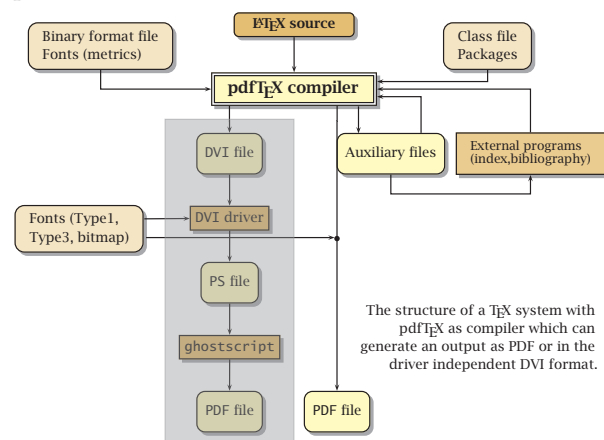 LATEX source
Binary format file
Fonts (metrics)
Class file
Packages
pdfTEX compiler
DVI file
Auxiliary files
External programs
(index,bibliography)
Fonts (Type1,
Type3, bitmap)
DVI driver
PS file
The structure of a TEX system with
pdfTEX as compiler which can
generate an output as PDF or in the
driver independent DVI format.
ghostscript
PDF file
PDF file